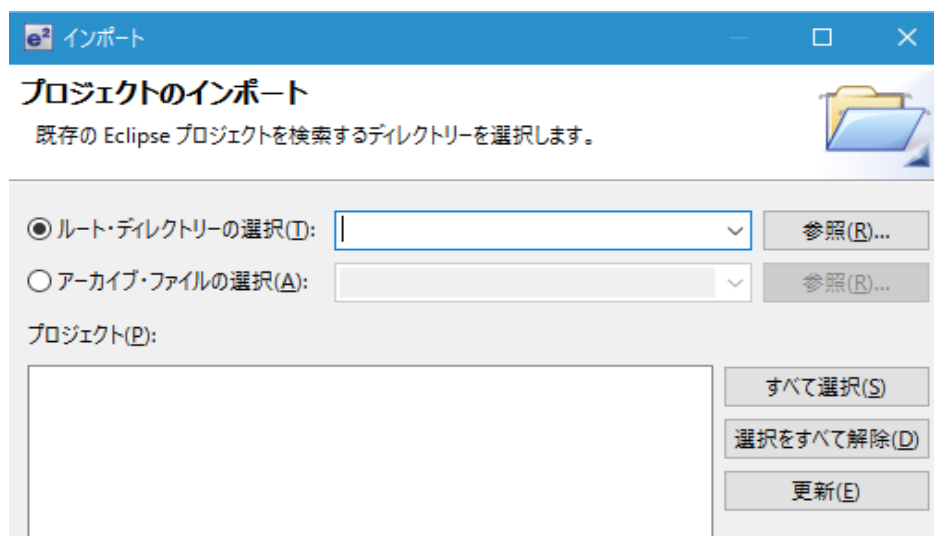 e² インポート
プロジェクトのインポート
既存の Eclipse プロジェクトを検索するディレクトリーを選択します。
ルート・ディレクトリーの選択(T): 参照(R)...
アーカイブ・ファイルの選択(A): 参照(R)...
プロジェクト(P):
すべて選択(S)
選択をすべて解除(D)
更新(E)